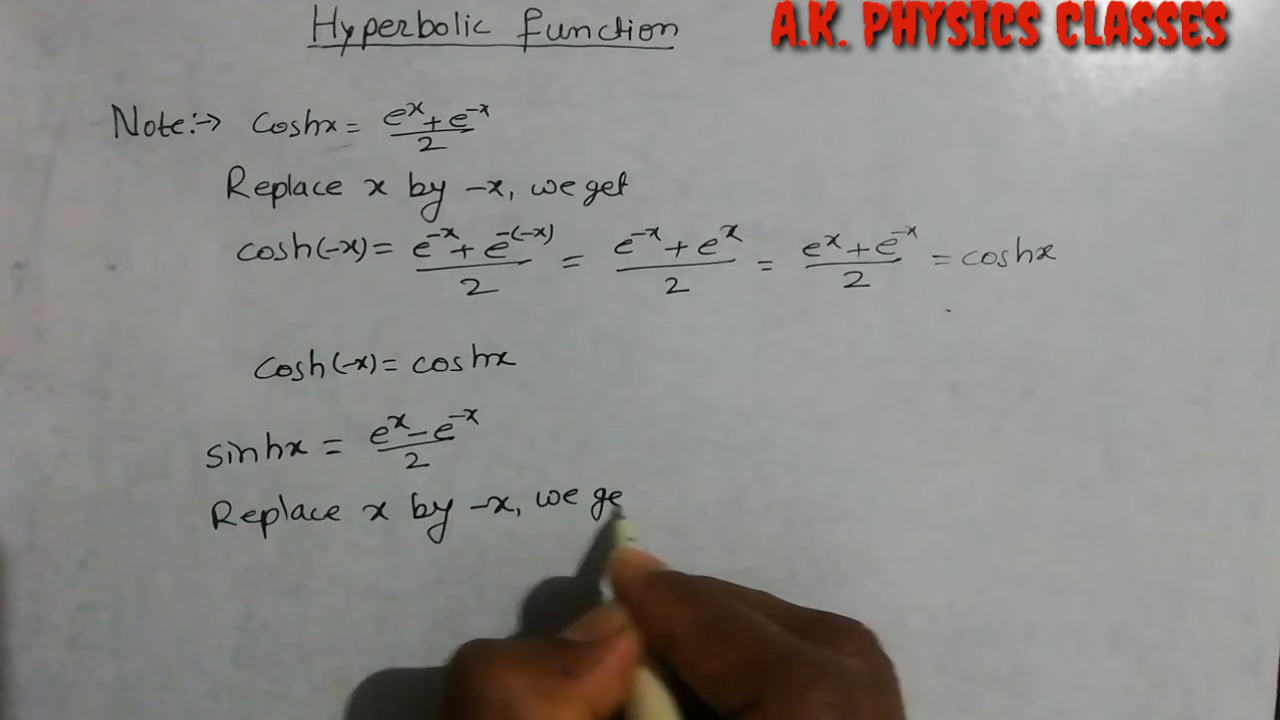 Hyperbolic function
A.K. PHYSICS CLASSES
Note:→ coshx = (e^x + e^-x)/2
Replace x by -x, we get
cosh(-x) = (e^-x + e^-(-x))/2 = (e^-x + e^x)/2 = (e^x + e^-x)/2 = coshx
cosh(-x) = coshx
sinhx = (e^x - e^-x)/2
Replace x by -x, we ge